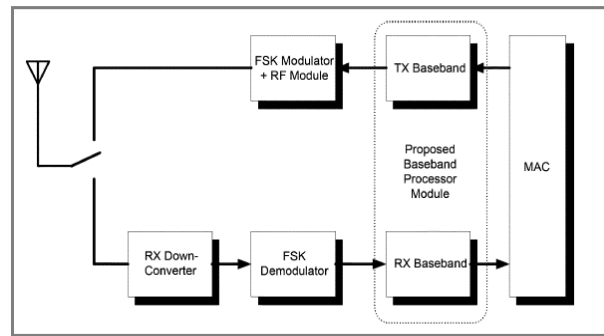 FSK Modulator
+ RF Module
TX Baseband
Proposed
Baseband
Processor
Module
MAC
RX Down-
Converter
FSK
Demodulator
RX Baseband